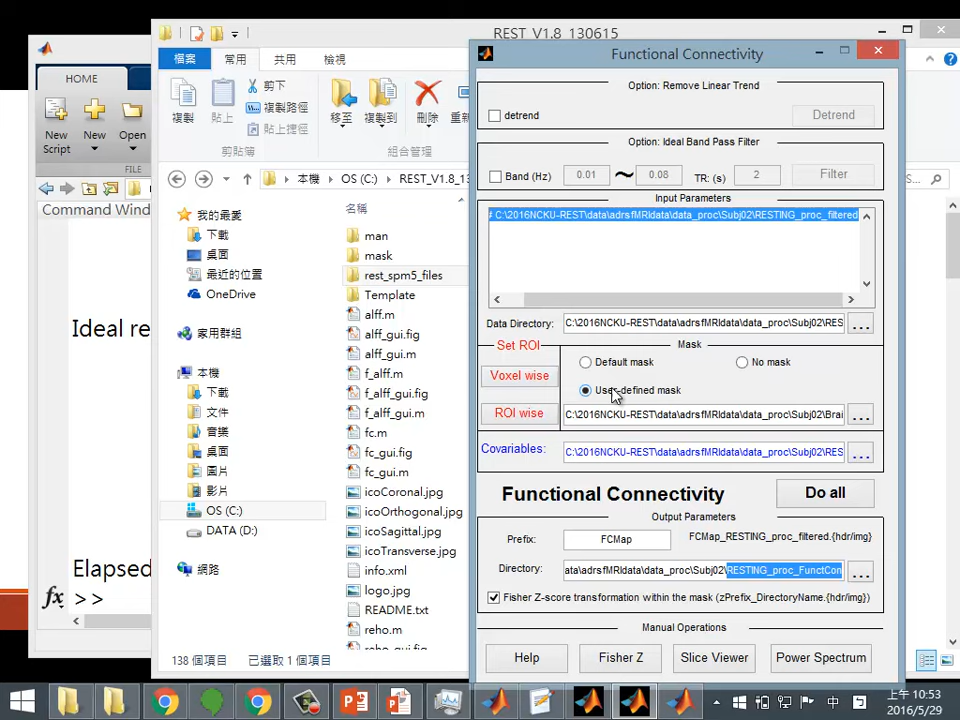 REST_V1.8_130615
檔案
常用
共用
檢視
複製
貼上
剪下
複製路徑
貼上捷徑
剪貼簿
移至
複製到
刪除
組合管理
本機
OS (C:)
我的最愛
下載
桌面
最近的位置
OneDrive
家用群組
本機
下載
文件
音樂
桌面
圖片
影片
OS (C:)
DATA (D:)
網路
名稱
man
mask
rest_spm5_files
Template
alff.m
alff_gui.fig
alff_gui.m
f_alff.m
f_alff_gui.fig
f_alff_gui.m
fc.m
fc_gui.fig
fc_gui.m
icoCoronal.jpg
icoOrthogonal.jpg
icoSagittal.jpg
icoTransverse.jpg
info.xml
logo.jpg
README.txt
reho.m
138 個項目
已選取 1 個項目
HOME
New
Script
New
Open
FILE
Command Wind
Ideal re
Elapsed
fx >>
Functional Connectivity
Option: Remove Linear Trend
detrend
Detrend
Option: Ideal Band Pass Filter
Band (Hz)
0.01
~
0.08
TR: (s)
2
Filter
Input Parameters
# C:\2016NCKU-REST\data\adrsfMRIdata\data_proc\Subj02\RESTING_proc_filtered
Data Directory:
C:\2016NCKU-REST\data\adrsfMRIdata\data_proc\Subj02\RES
...
Set ROI
Mask
Voxel wise
Default mask
No mask
User-defined mask
ROI wise
C:\2016NCKU-REST\data\adrsfMRIdata\data_proc\Subj02\Brai
...
Covariables:
C:\2016NCKU-REST\data\adrsfMRIdata\data_proc\Subj02\RES
...
Functional Connectivity
Do all
Output Parameters
Prefix:
FCMap
FCMap_RESTING_proc_filtered.{hdr/img}
Directory:
ata\adrsfMRIdata\data_proc\Subj02\RESTING_proc_FunctCon
...
Fisher Z-score transformation within the mask (zPrefix_DirectoryName.{hdr/img})
Manual Operations
Help
Fisher Z
Slice Viewer
Power Spectrum
中
上午 10:53
2016/5/29